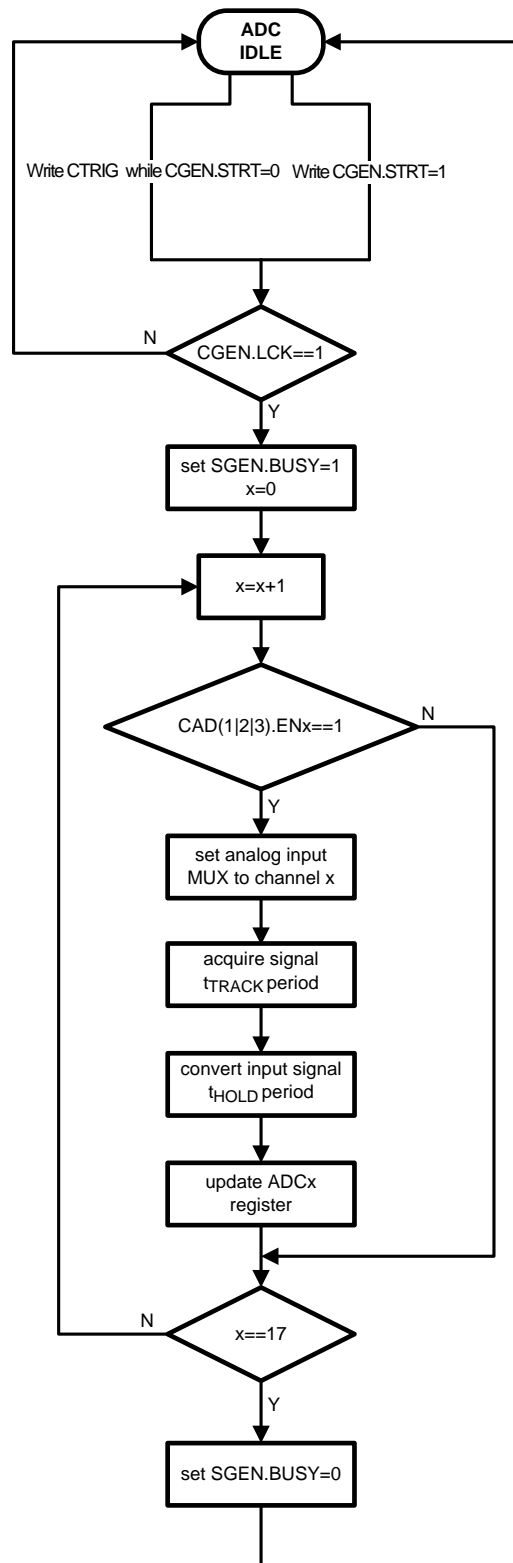 ADC
IDLE
Write CTRIG while CGEN.STRT=0
Write CGEN.STRT=1
CGEN.LCK==1
N
Y
set SGEN.BUSY=1
x=0
x=x+1
CAD(1|2|3).ENx==1
N
Y
set analog input
MUX to channel x
acquire signal
tTRACK period
convert input signal
tHOLD period
update ADCx
register
x==17
N
Y
set SGEN.BUSY=0